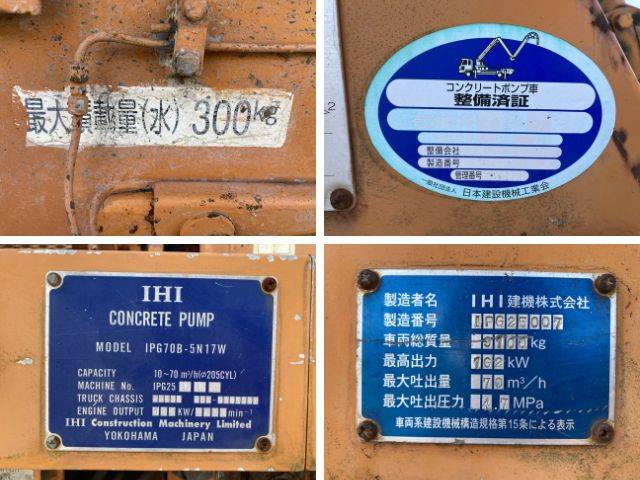 最大積載量(水) 300kg
コンクリートポンプ車
整備済証
整備会社
製造番号
管理番号
一般社団法人 日本建設機械工業会
IHI
CONCRETE PUMP
MODEL IPG70B-5N17W
CAPACITY 10~70 m³/h(⌀205CYL)
MACHINE No. IPG25
TRUCK CHASSIS
ENGINE OUTPUT KW/ min⁻¹
IHI Construction Machinery Limited
YOKOHAMA JAPAN
製造者名 IHI建機株式会社
製造番号
車両総質量 kg
最高出力 162 kW
最大吐出量 70 m³/h
最大吐出圧力 4.7 MPa
車両系建設機械構造規格第15条による表示